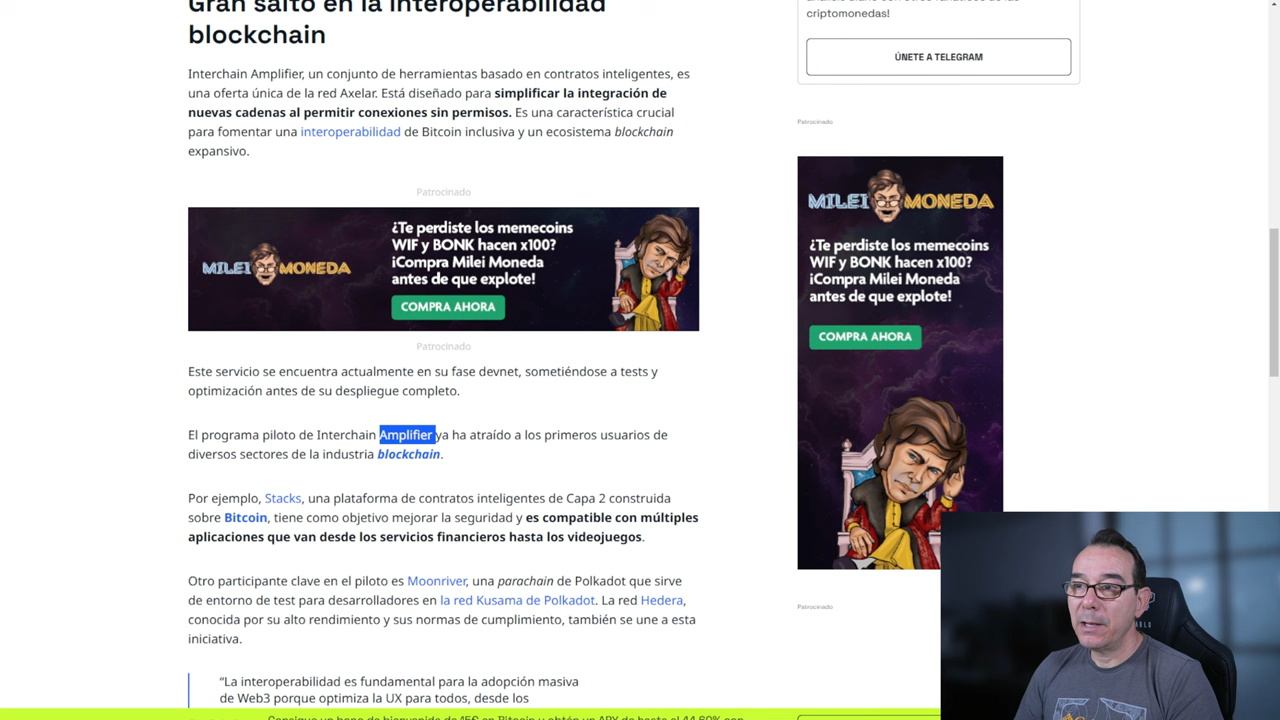 Gran salto en la interoperabilidad
blockchain
Interchain Amplifier, un conjunto de herramientas basado en contratos inteligentes, es
una oferta única de la red Axelar. Está diseñado para simplificar la integración de
nuevas cadenas al permitir conexiones sin permisos. Es una característica crucial
para fomentar una interoperabilidad de Bitcoin inclusiva y un ecosistema blockchain
expansivo.
Patrocinado
MILEI MONEDA
¿Te perdiste los memecoins
WIF y BONK hacen x100?
¡Compra Milei Moneda
antes de que explote!
COMPRA AHORA
Patrocinado
Este servicio se encuentra actualmente en su fase devnet, sometiéndose a tests y
optimización antes de su despliegue completo.
El programa piloto de Interchain Amplifier ya ha atraído a los primeros usuarios de
diversos sectores de la industria blockchain.
Por ejemplo, Stacks, una plataforma de contratos inteligentes de Capa 2 construida
sobre Bitcoin, tiene como objetivo mejorar la seguridad y es compatible con múltiples
aplicaciones que van desde los servicios financieros hasta los videojuegos.
Otro participante clave en el piloto es Moonriver, una parachain de Polkadot que sirve
de entorno de test para desarrolladores en la red Kusama de Polkadot. La red Hedera,
conocida por su alto rendimiento y sus normas de cumplimiento, también se une a esta
iniciativa.
“La interoperabilidad es fundamental para la adopción masiva
de Web3 porque optimiza la UX para todos, desde los
criptomonedas!
ÚNETE A TELEGRAM
Patrocinado
MILEI MONEDA
¿Te perdiste los memecoins
WIF y BONK hacen x100?
¡Compra Milei Moneda
antes de que explote!
COMPRA AHORA
Patrocinado